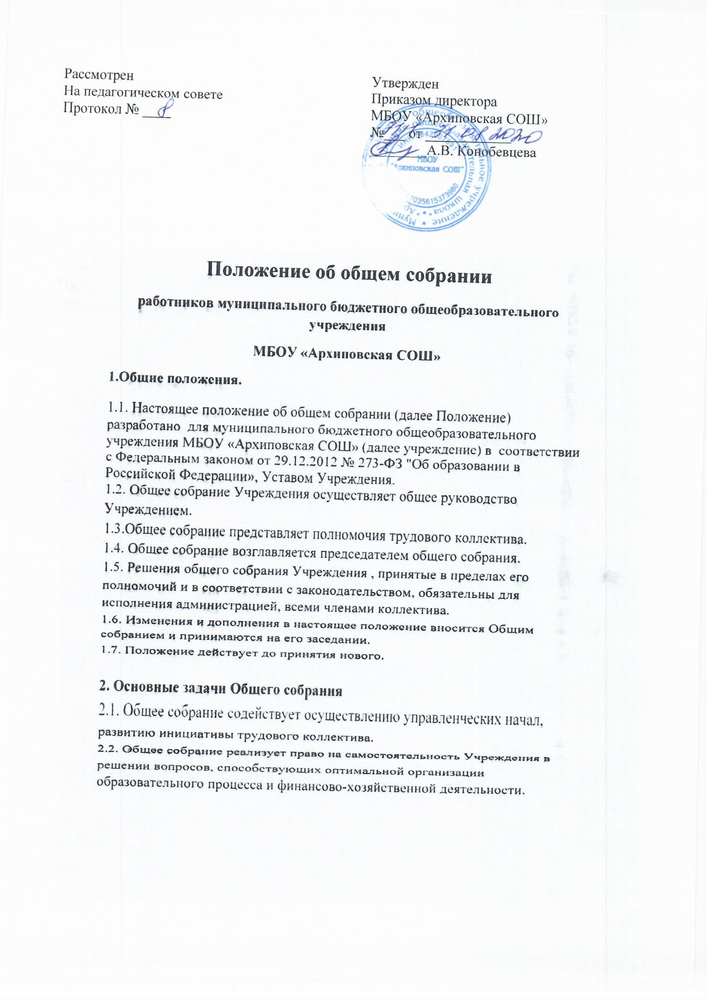 Рассмотрен
На педагогическом совете
Протокол № 8
Утвержден
Приказом директора
МБОУ «Архиповская СОШ»
№ от 31 08 2020
А.В. Конобевцева
МБОУ
"Архиповская СОШ"
1035615373980
Положение об общем собрании
работников муниципального бюджетного общеобразовательного
учреждения
МБОУ «Архиповская СОШ»
1.Общие положения.
1.1. Настоящее положение об общем собрании (далее Положение)
разработано для муниципального бюджетного общеобразовательного
учреждения МБОУ «Архиповская СОШ» (далее учреждение) в соответствии
с Федеральным законом от 29.12.2012 № 273-ФЗ "Об образовании в
Российской Федерации», Уставом Учреждения.
1.2. Общее собрание Учреждения осуществляет общее руководство
Учреждением.
1.3.Общее собрание представляет полномочия трудового коллектива.
1.4. Общее собрание возглавляется председателем общего собрания.
1.5. Решения общего собрания Учреждения , принятые в пределах его
полномочий и в соответствии с законодательством, обязательны для
исполнения администрацией, всеми членами коллектива.
1.6. Изменения и дополнения в настоящее положение вносится Общим
собранием и принимаются на его заседании.
1.7. Положение действует до принятия нового.
2. Основные задачи Общего собрания
2.1. Общее собрание содействует осуществлению управленческих начал,
развитию инициативы трудового коллектива.
2.2. Общее собрание реализует право на самостоятельность Учреждения в
решении вопросов, способствующих оптимальной организации
образовательного процесса и финансово-хозяйственной деятельности.